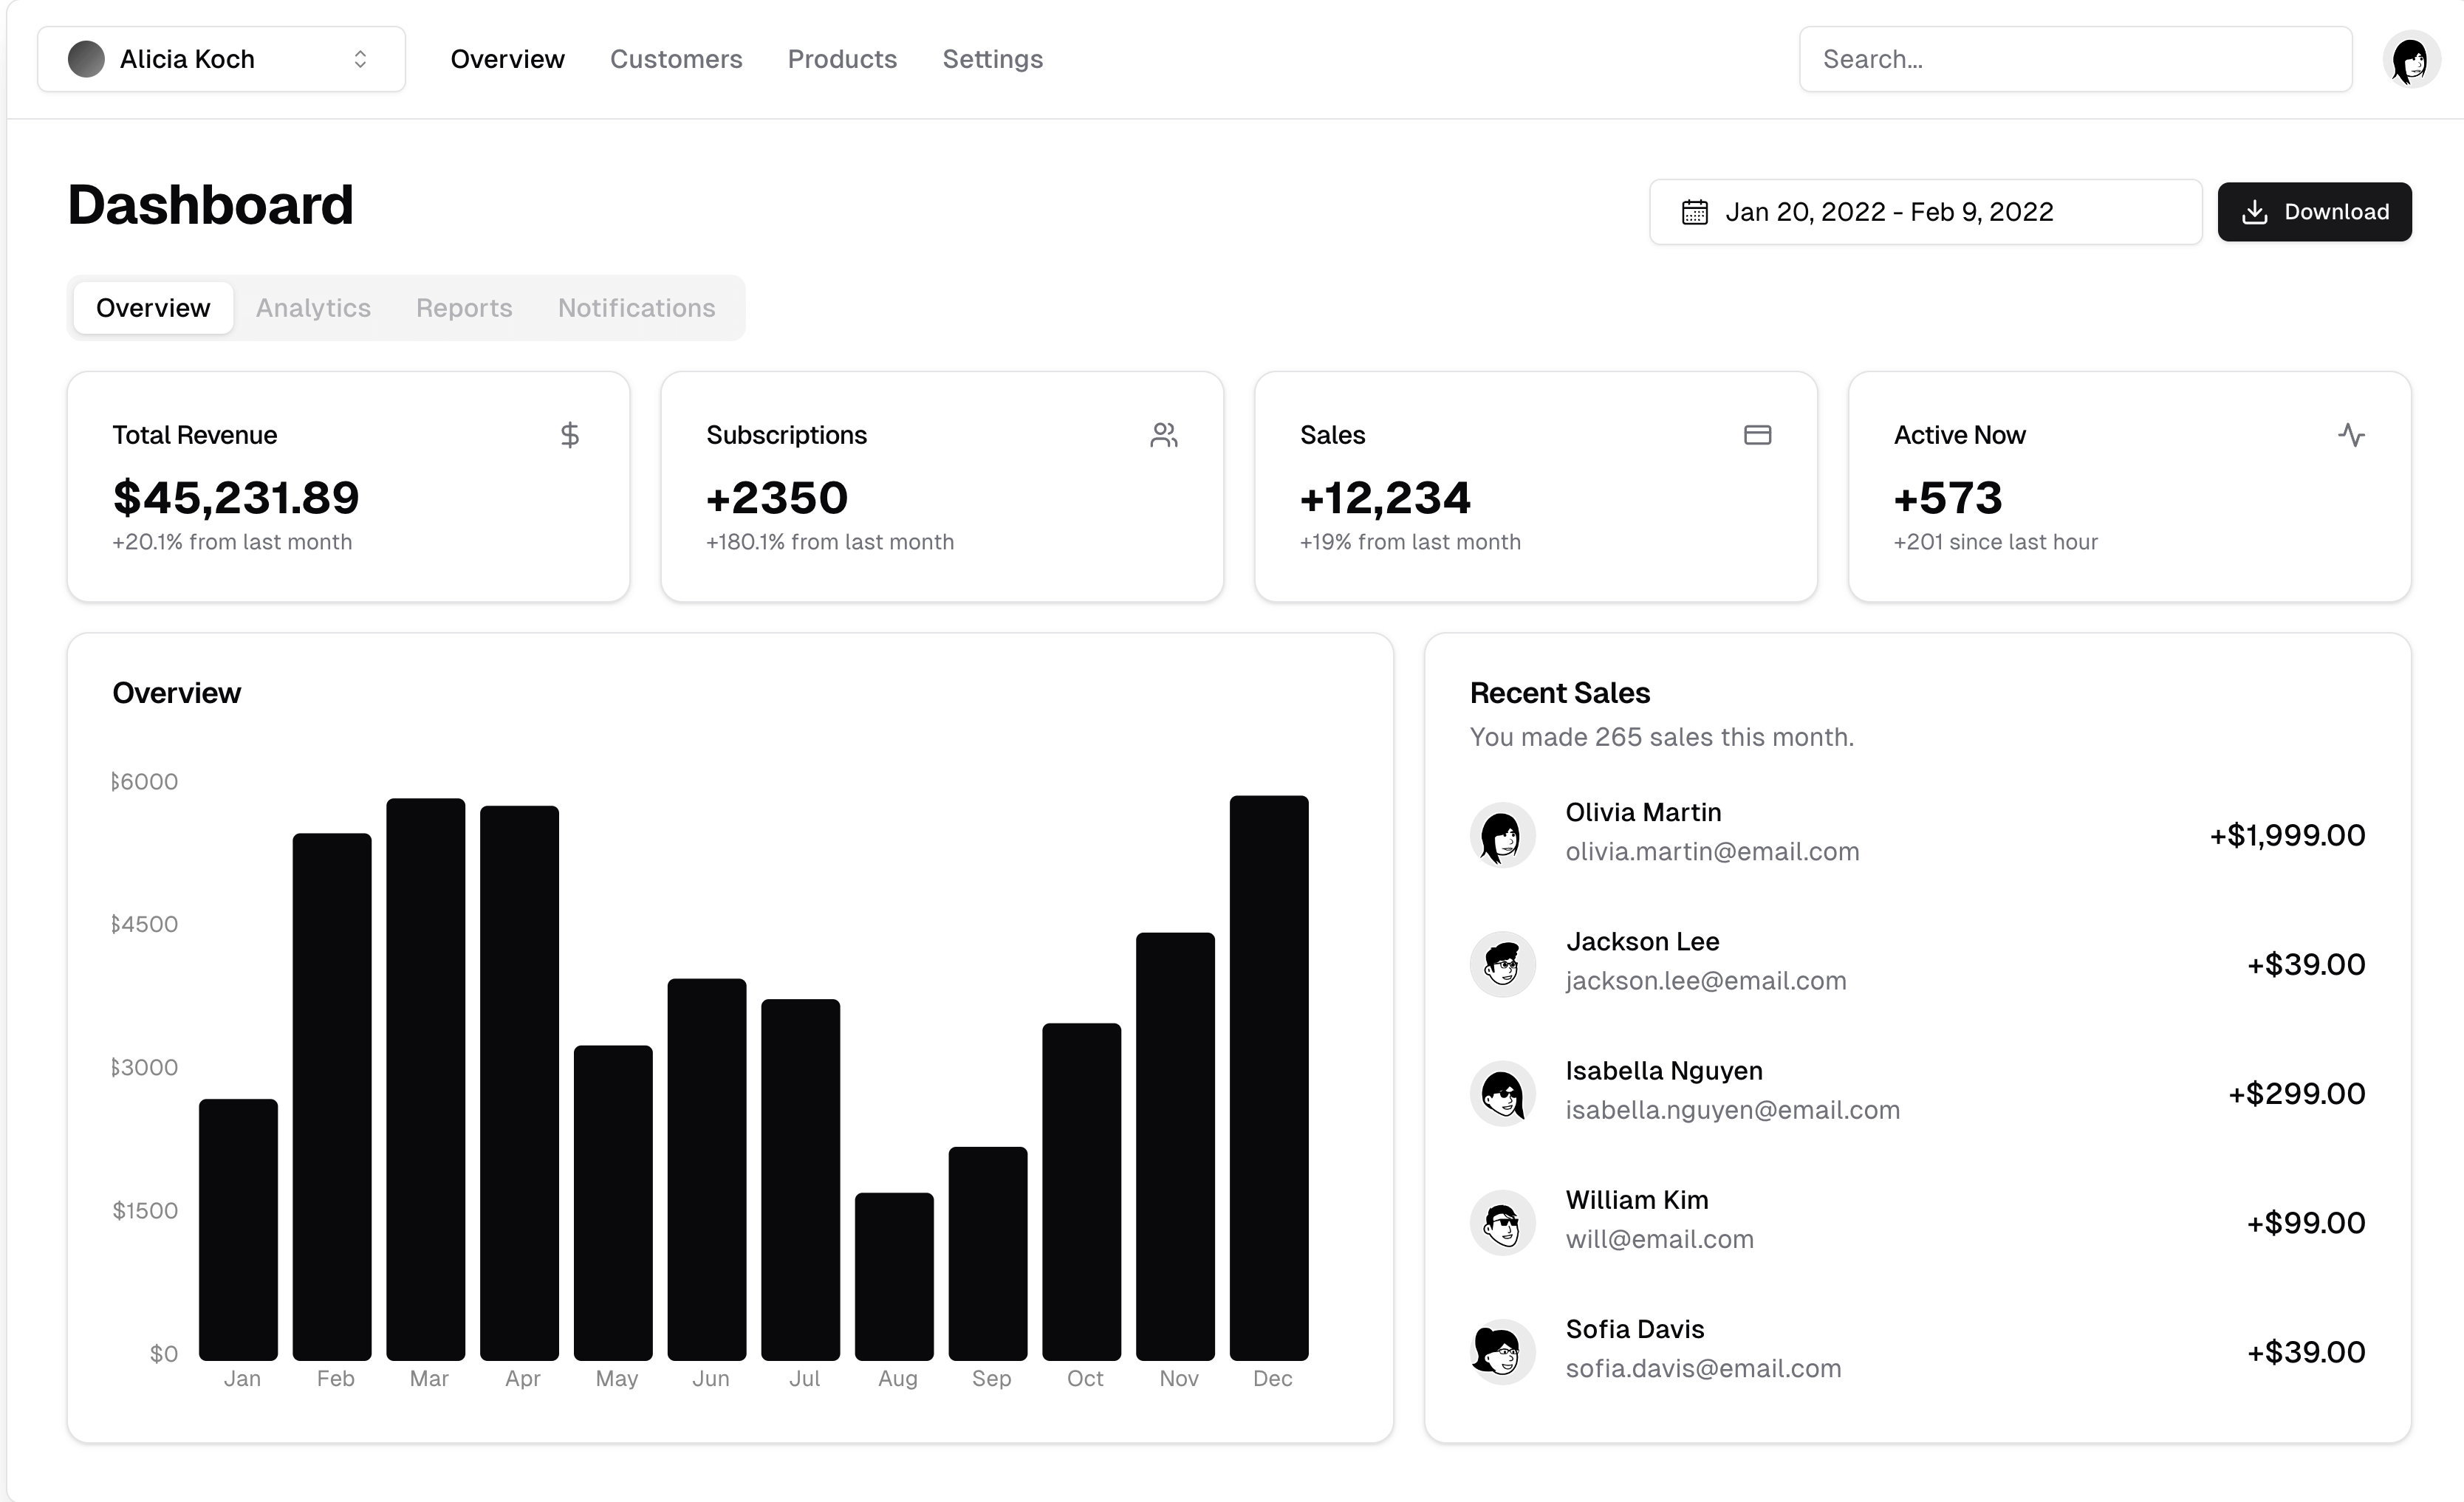 Alicia Koch
Overview
Customers
Products
Settings
Search...
Dashboard
Jan 20, 2022 - Feb 9, 2022
Download
Overview
Analytics
Reports
Notifications
Total Revenue
$45,231.89
+20.1% from last month
Subscriptions
+2350
+180.1% from last month
Sales
+12,234
+19% from last month
Active Now
+573
+201 since last hour
Overview
$6000
$4500
$3000
$1500
$0
Jan Feb Mar Apr May Jun Jul Aug Sep Oct Nov Dec
Recent Sales
You made 265 sales this month.
Olivia Martin
olivia.martin@email.com
+$1,999.00
Jackson Lee
jackson.lee@email.com
+$39.00
Isabella Nguyen
isabella.nguyen@email.com
+$299.00
William Kim
will@email.com
+$99.00
Sofia Davis
sofia.davis@email.com
+$39.00